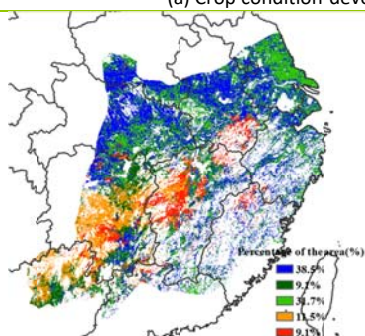 (a) Crop condition deve
Percentage of thearea(%)
38.5%
9.1%
31.7%
11.5%
9.1%